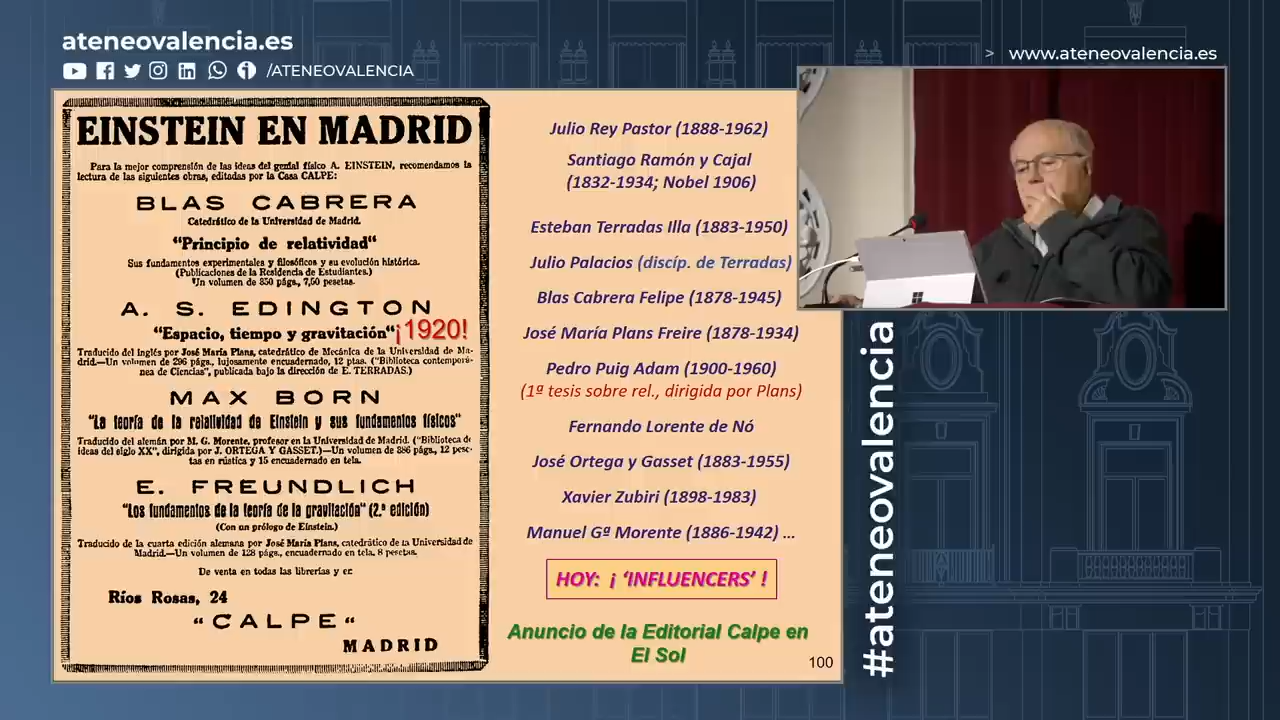 ateneovalencia.es
/ATENEOVALENCIA
> www.ateneovalencia.es
EINSTEIN EN MADRID
Para la mejor comprensión de las ideas del genial físico A. EINSTEIN, recomendamos la
lectura de las siguientes obras, editadas por la Casa CALPE:
BLAS CABRERA
Catedrático de la Universidad de Madrid.
"Principio de relatividad"
Sus fundamentos experimentales y filosóficos y su evolución histórica.
(Publicaciones de la Residencia de Estudiantes.)
Un volumen de 350 págs., 7,50 pesetas.
A. S. EDINGTON
"Espacio, tiempo y gravitación" ¡1920!
Traducido del inglés por José María Plans, catedrático de Mecánica de la Universidad de Ma-
drid.—Un volumen de 296 págs., lujosamente encuadernado, 12 ptas. ("Biblioteca contemporá-
nea de Ciencias", publicada bajo la dirección de E. TERRADAS.)
MAX BORN
"La teoría de la relatividad de Einstein y sus fundamentos físicos"
Traducido del alemán por M. G. Morente, profesor en la Universidad de Madrid. ("Biblioteca de
ideas del siglo XX", dirigida por J. ORTEGA Y GASSET.)—Un volumen de 386 págs., 12 pese-
tas en rústica y 15 encuadernado en tela.
E. FREUNDLICH
"Los fundamentos de la teoría de la gravitación" (2.ª edición)
(Con un prólogo de Einstein.)
Traducido de la cuarta edición alemana por José María Plans, catedrático de la Universidad de
Madrid.—Un volumen de 128 págs., encuadernado en tela, 8 pesetas.
De venta en todas las librerías y en
Ríos Rosas, 24
"CALPE"
MADRID
Julio Rey Pastor (1888-1962)
Santiago Ramón y Cajal
(1832-1934; Nobel 1906)
Esteban Terradas Illa (1883-1950)
Julio Palacios (discíp. de Terradas)
Blas Cabrera Felipe (1878-1945)
José María Plans Freire (1878-1934)
Pedro Puig Adam (1900-1960)
(1ª tesis sobre rel., dirigida por Plans)
Fernando Lorente de Nó
José Ortega y Gasset (1883-1955)
Xavier Zubiri (1898-1983)
Manuel Gª Morente (1886-1942) ...
HOY: ¡ 'INFLUENCERS' !
Anuncio de la Editorial Calpe en
El Sol
100
#ateneovalencia